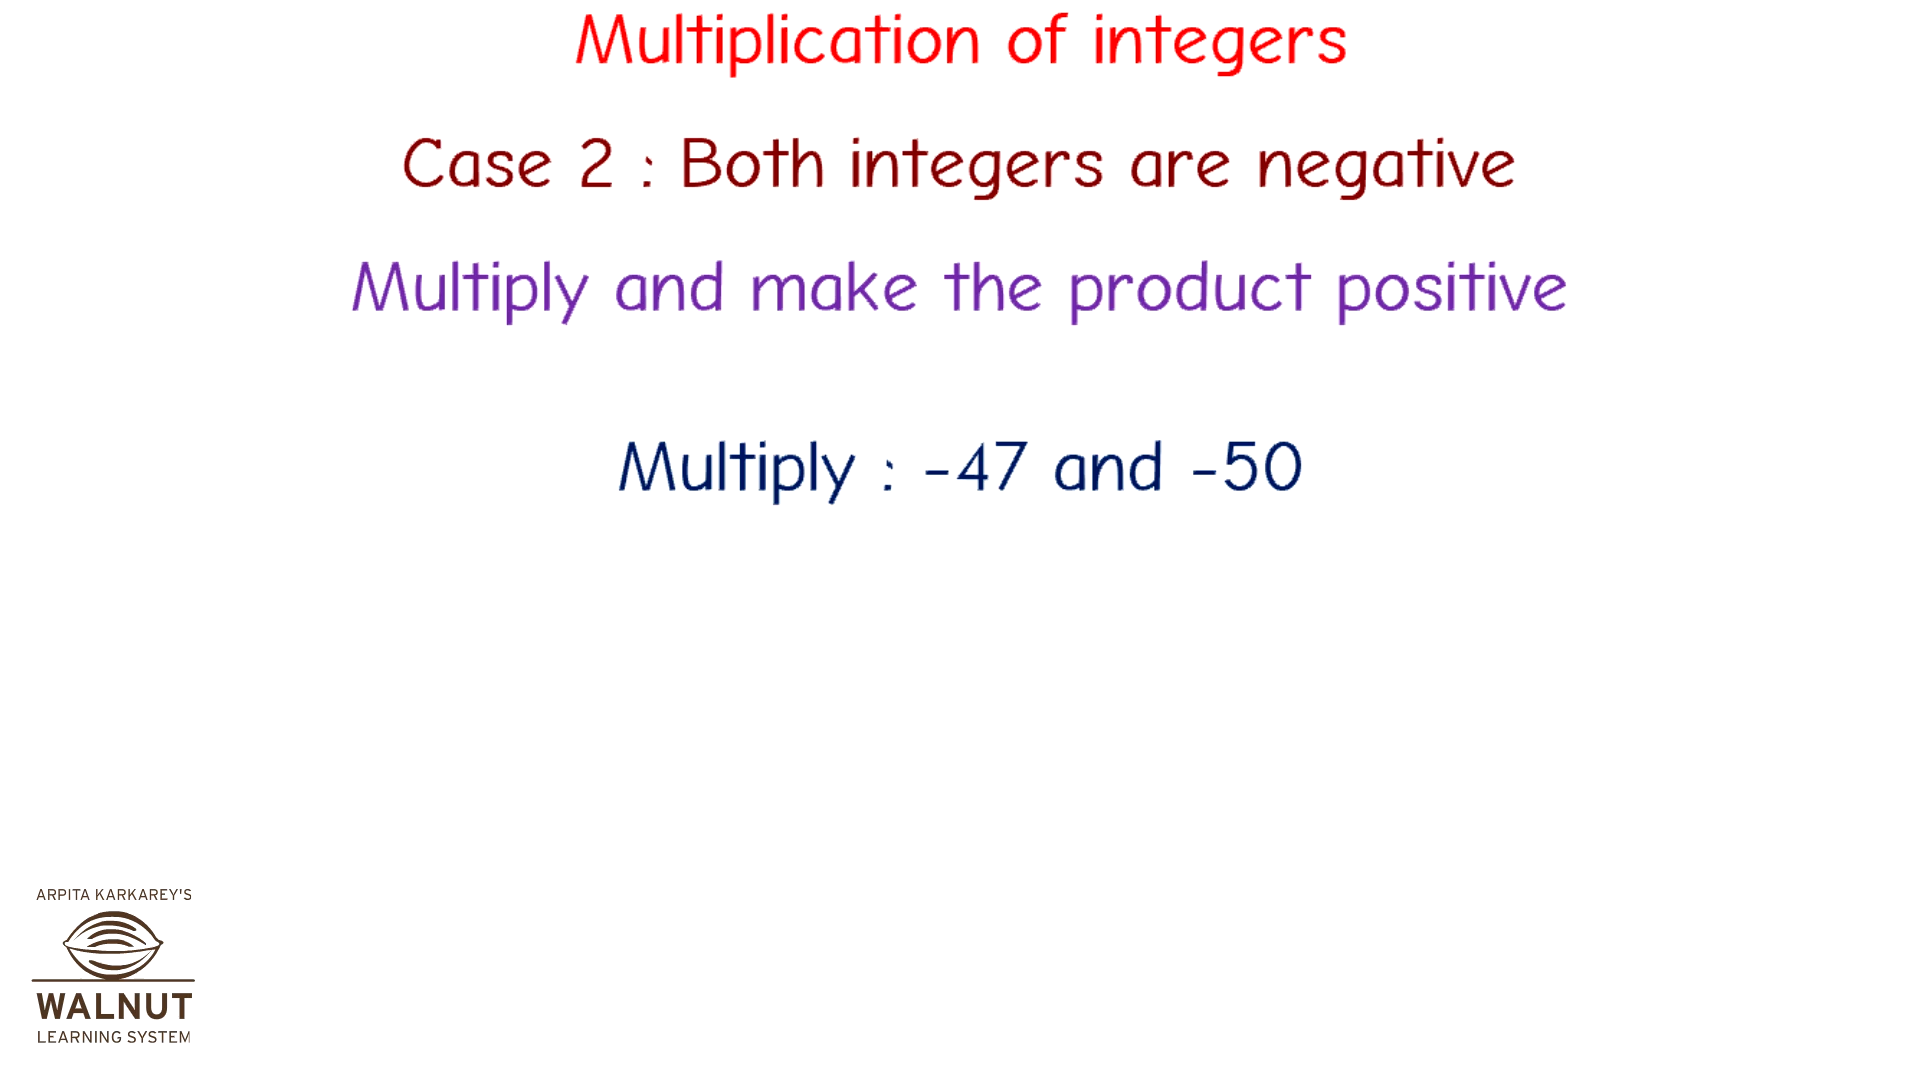 Multiplication of integers
Case 2 : Both integers are negative
Multiply and make the product positive
Multiply : -47 and -50
ARPITA KARKAREY'S
WALNUT
LEARNING SYSTEM